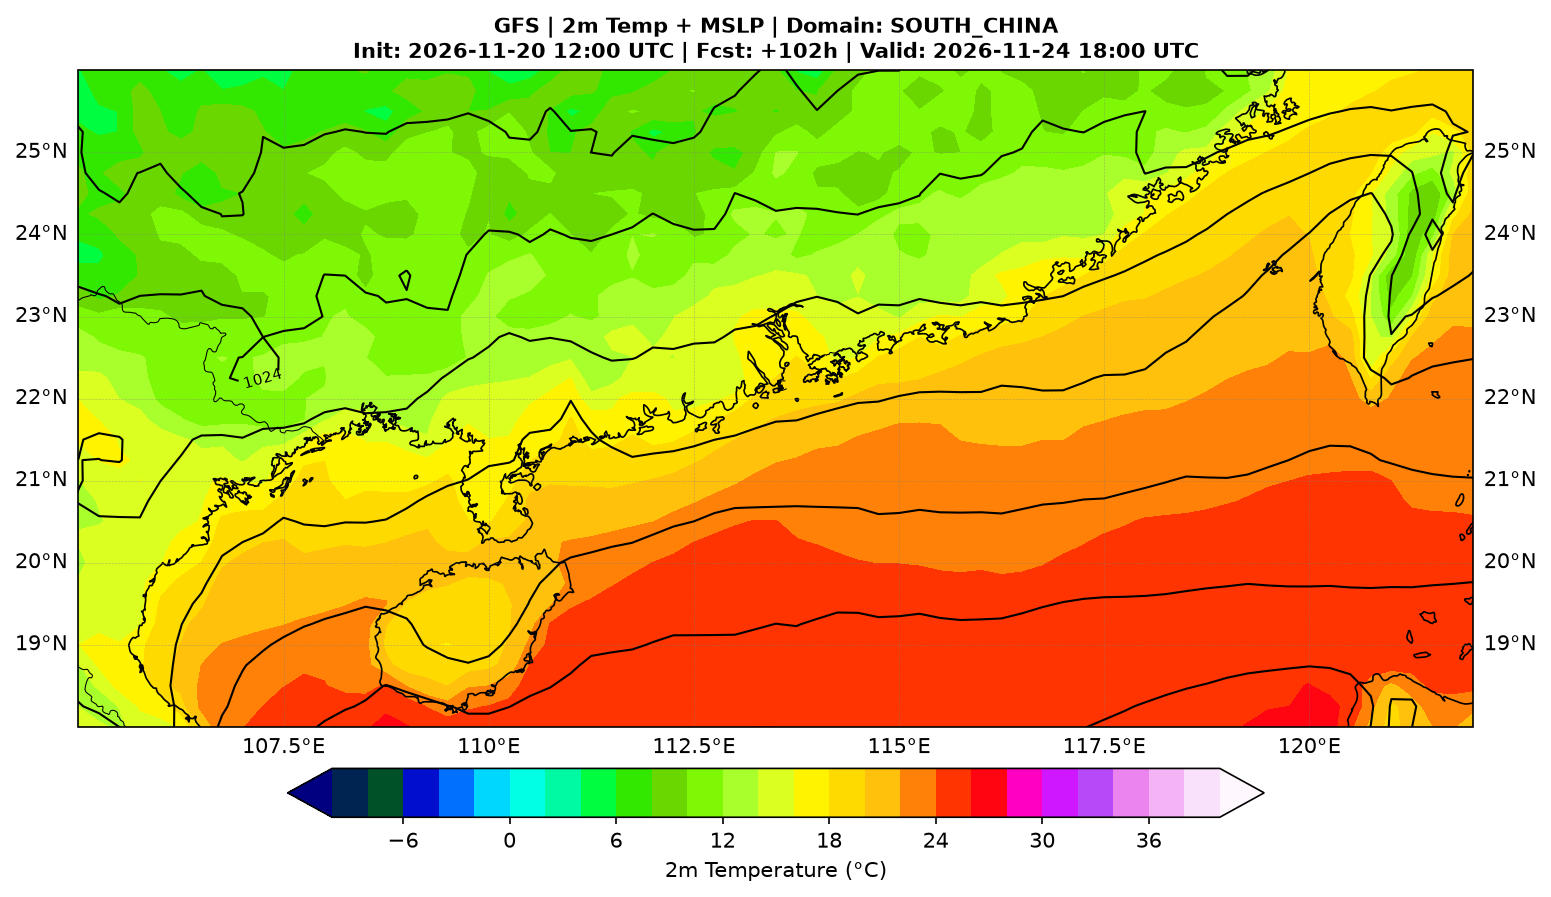 GFS | 2m Temp + MSLP | Domain: SOUTH_CHINA
Init: 2026-11-20 12:00 UTC | Fcst: +102h | Valid: 2026-11-24 18:00 UTC
25°N 25°N
24°N 24°N
23°N 23°N
1024
22°N 22°N
21°N 21°N
20°N 20°N
19°N 19°N
107.5°E 110°E 112.5°E 115°E 117.5°E 120°E
−6 0 6 12 18 24 30 36
2m Temperature (°C)